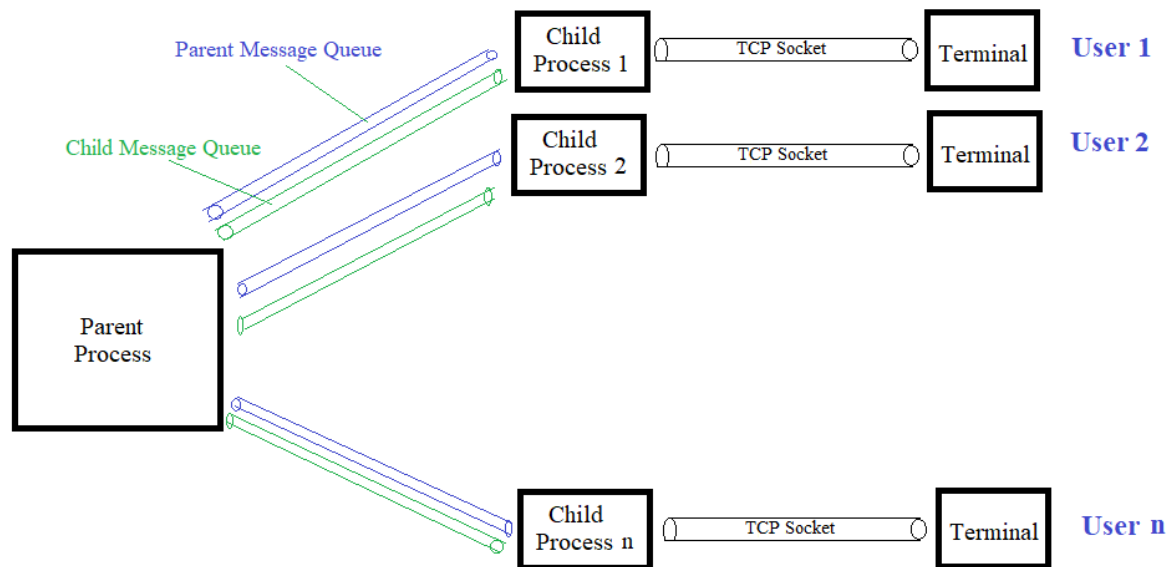 Parent Message Queue
Child
Process 1
TCP Socket
Terminal
User 1
Child Message Queue
Child
Process 2
TCP Socket
Terminal
User 2
Parent
Process
Child
Process n
TCP Socket
Terminal
User n